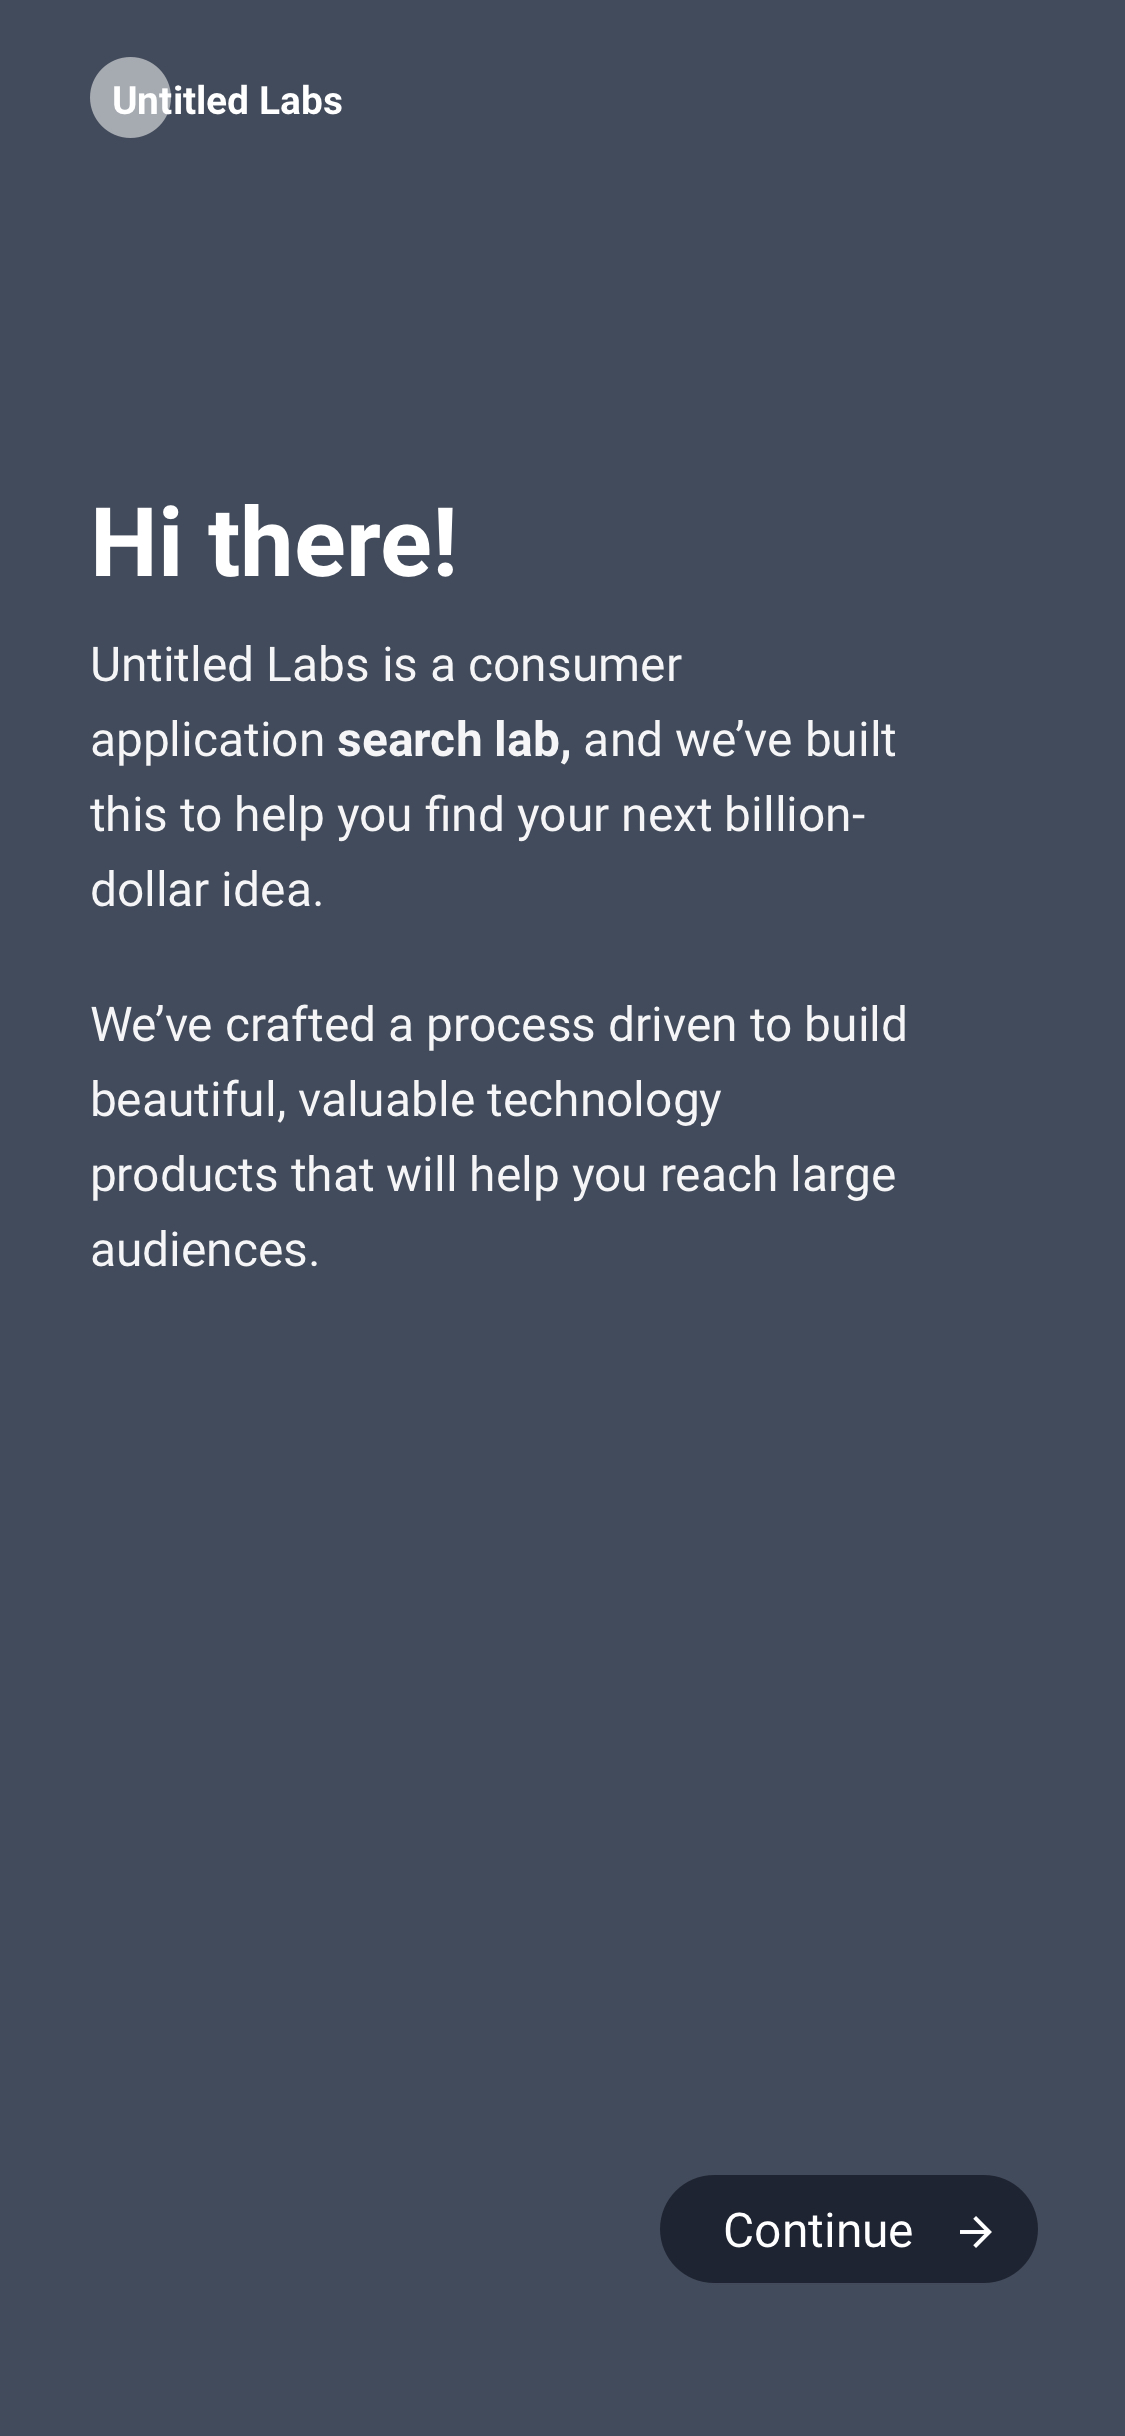 Untitled Labs
Hi there!
Untitled Labs is a consumer
application search lab, and we’ve built
this to help you find your next billion-
dollar idea.
We’ve crafted a process driven to build
beautiful, valuable technology
products that will help you reach large
audiences.
Continue